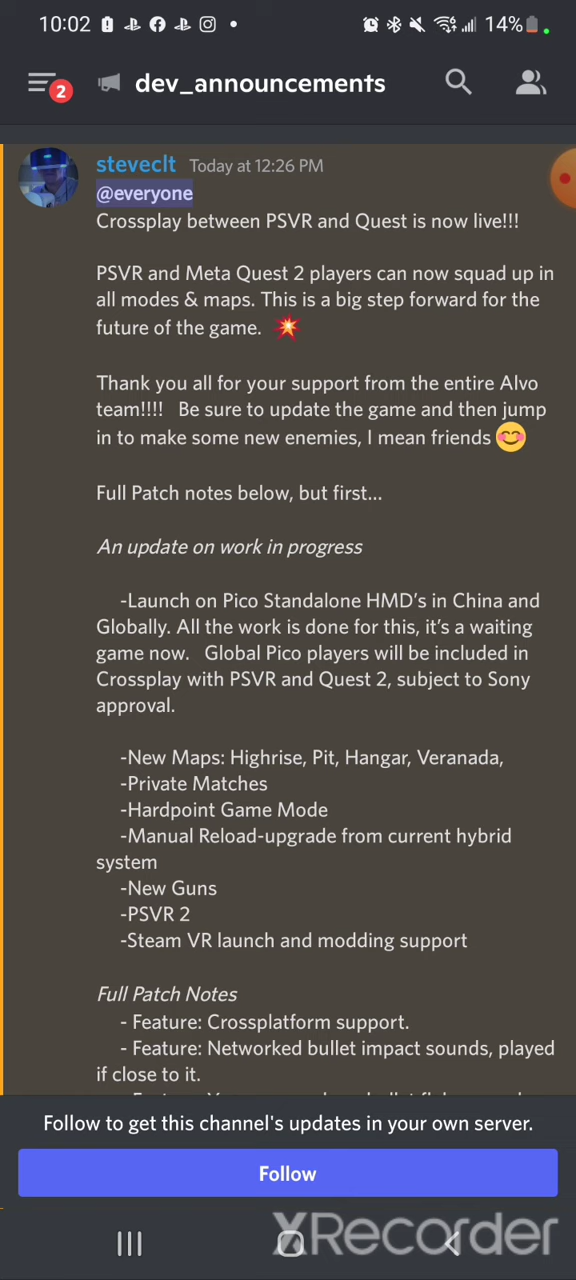 10:02
14%
2
dev_announcements
steveclt Today at 12:26 PM
@everyone
Crossplay between PSVR and Quest is now live!!!
PSVR and Meta Quest 2 players can now squad up in
all modes & maps. This is a big step forward for the
future of the game. 💥
Thank you all for your support from the entire Alvo
team!!!! Be sure to update the game and then jump
in to make some new enemies, I mean friends 😊
Full Patch notes below, but first...
An update on work in progress
-Launch on Pico Standalone HMD's in China and
Globally. All the work is done for this, it's a waiting
game now. Global Pico players will be included in
Crossplay with PSVR and Quest 2, subject to Sony
approval.
-New Maps: Highrise, Pit, Hangar, Veranada,
-Private Matches
-Hardpoint Game Mode
-Manual Reload-upgrade from current hybrid
system
-New Guns
-PSVR 2
-Steam VR launch and modding support
Full Patch Notes
- Feature: Crossplatform support.
- Feature: Networked bullet impact sounds, played
if close to it.
Follow to get this channel's updates in your own server.
Follow
XRecorder